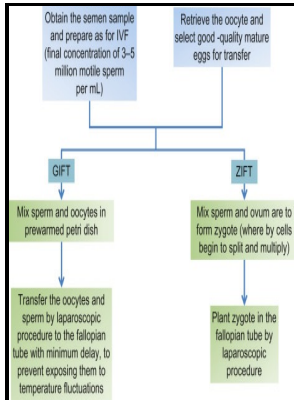 Obtain the semen sample
and prepare as for IVF
(final concentration of 3–5
million motile sperm
per mL)
Retrieve the oocyte and
select good -quality mature
eggs for transfer
GIFT
ZIFT
Mix sperm and oocytes in
prewarmed petri dish
Mix sperm and ovum are to
form zygote (where by cells
begin to split and multiply)
Transfer the oocytes and
sperm by laparoscopic
procedure to the fallopian
tube with minimum delay, to
prevent exposing them to
temperature fluctuations
Plant zygote in the
fallopian tube by
laparoscopic
procedure